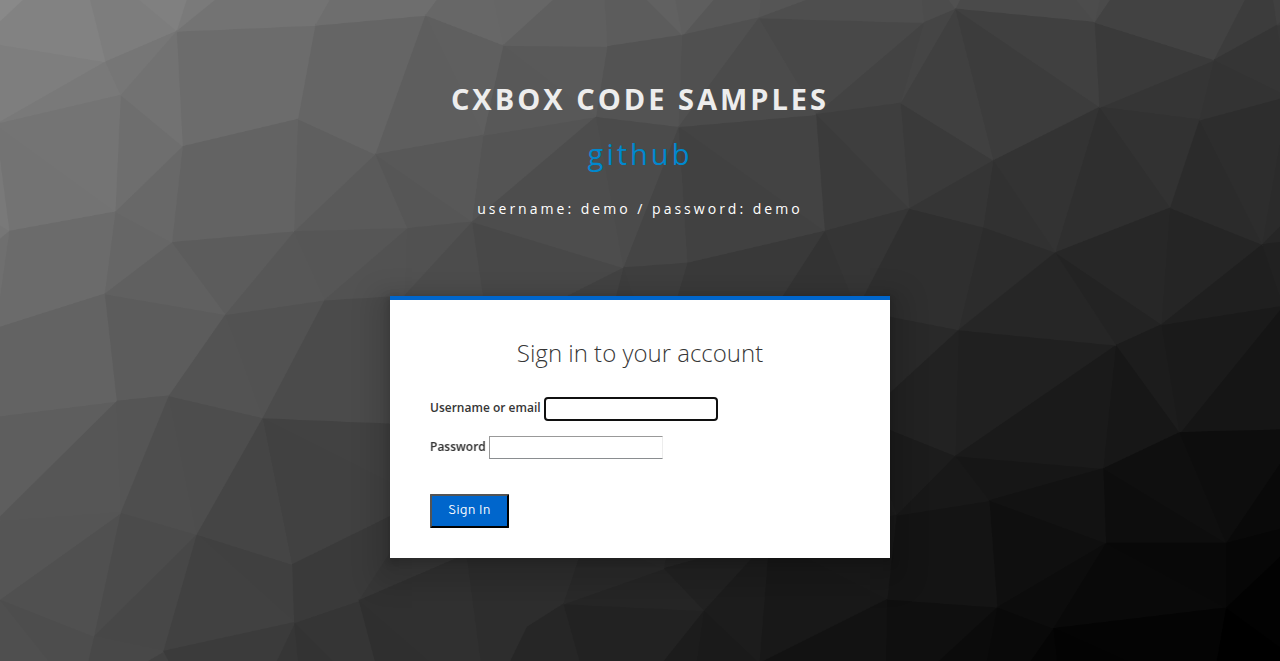 CXBOX CODE SAMPLES
github
username: demo / password: demo
Sign in to your account
Username or email
Password
Sign In